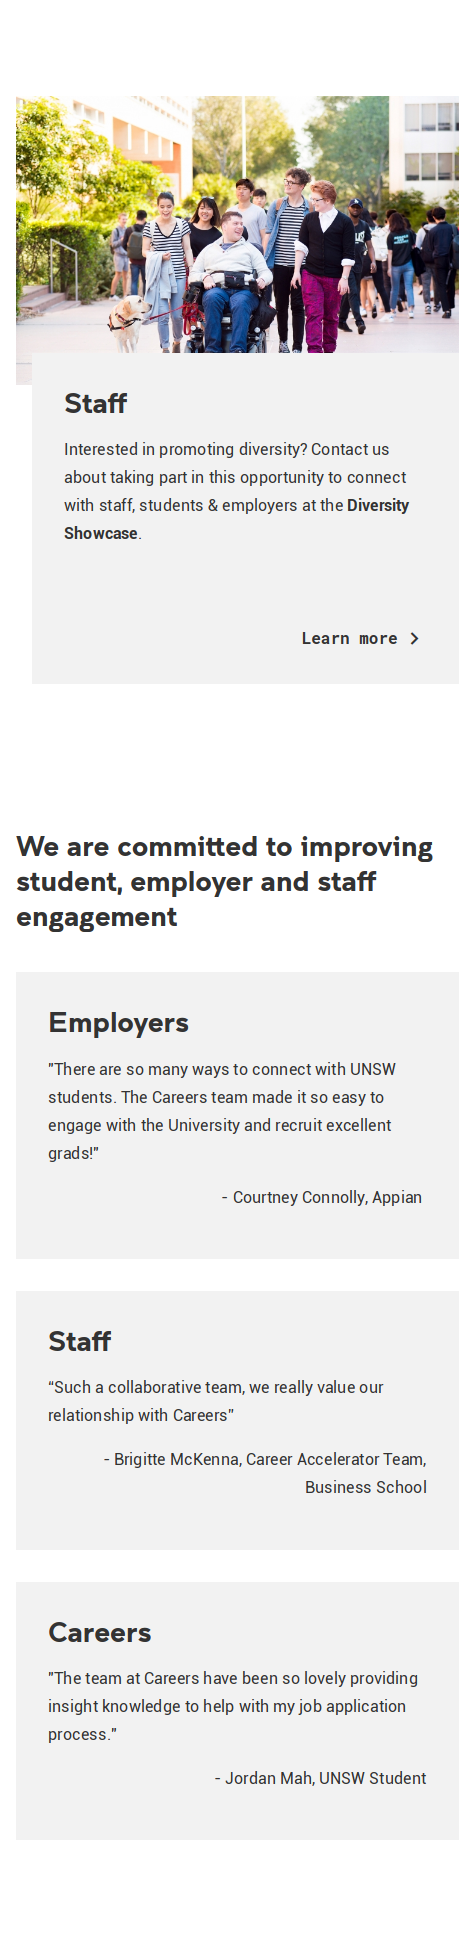 Staff
Interested in promoting diversity? Contact us
about taking part in this opportunity to connect
with staff, students & employers at the Diversity
Showcase.
Learn more
We are committed to improving
student, employer and staff
engagement
Employers
"There are so many ways to connect with UNSW
students. The Careers team made it so easy to
engage with the University and recruit excellent
grads!"
- Courtney Connolly, Appian
Staff
“Such a collaborative team, we really value our
relationship with Careers”
- Brigitte McKenna, Career Accelerator Team,
Business School
Careers
"The team at Careers have been so lovely providing
insight knowledge to help with my job application
process."
- Jordan Mah, UNSW Student